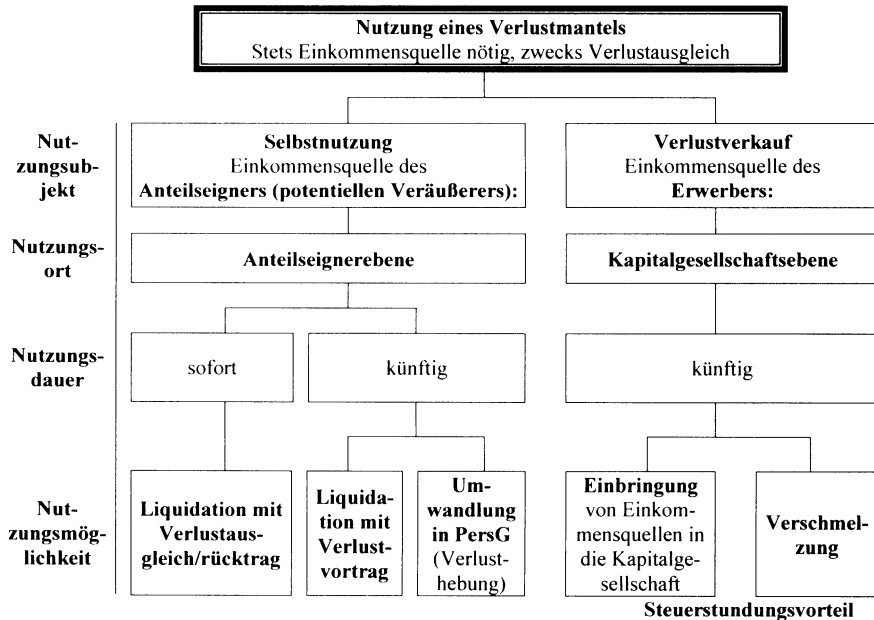 Nutzung eines Verlustmantels
Stets Einkommensquelle nötig, zwecks Verlustausgleich
Nut-
zungsub-
jekt
Selbstnutzung
Einkommensquelle des
Anteilseigners (potentiellen Veräußerers):
Verlustverkauf
Einkommensquelle des
Erwerbers:
Nutzungs-
ort
Anteilseignerebene
Kapitalgesellschaftsebene
Nutzungs-
dauer
sofort
künftig
künftig
Nut-
zungsmög-
lichkeit
Liquidation mit
Verlustaus-
gleich/rücktrag
Liquida-
tion mit
Verlust-
vortrag
Um-
wandlung
in PersG
(Verlust-
hebung)
Einbringung
von Einkom-
mensquellen in
die Kapitalge-
sellschaft
Verschmel-
zung
Steuerstundungsvorteil